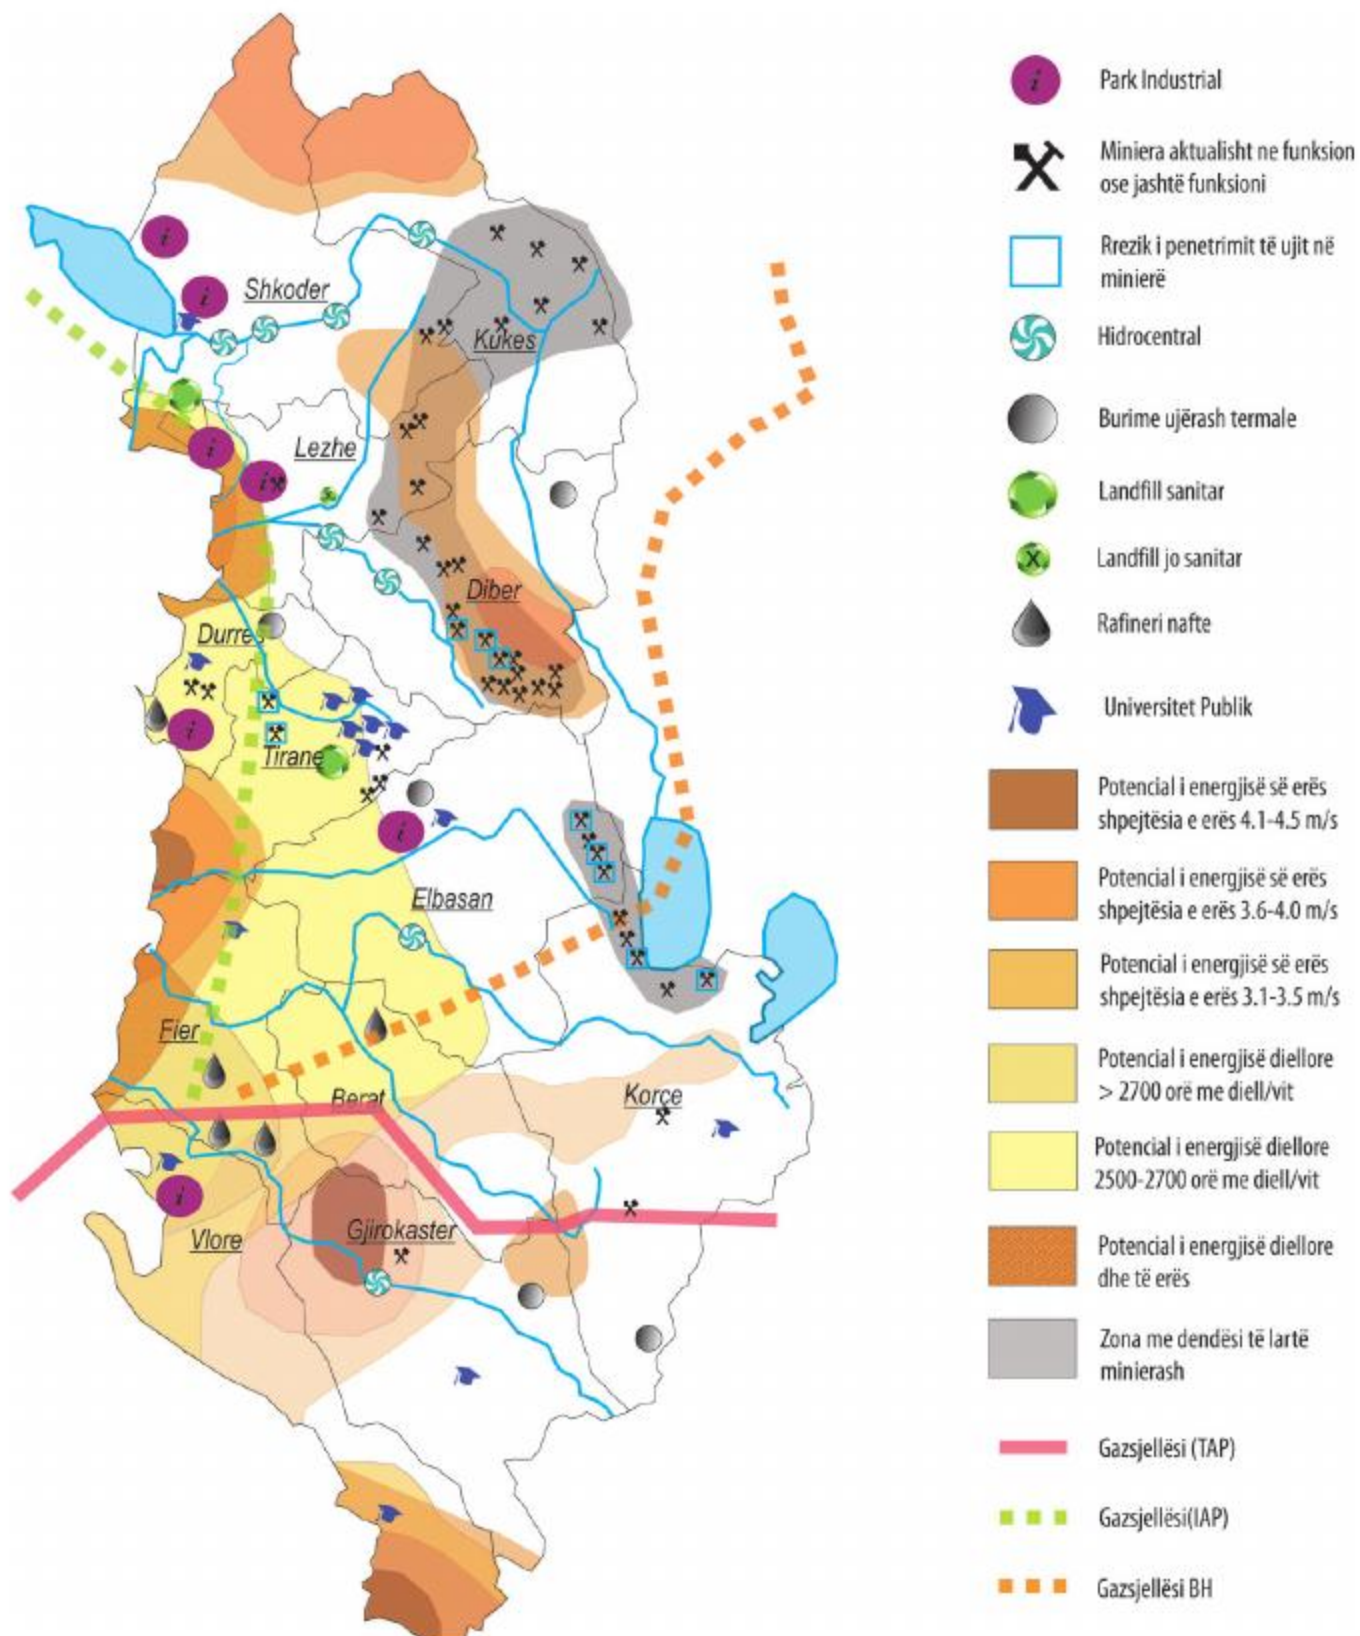 Shkoder
Kukes
Lezhe
Diber
Durres
Tirane
Elbasan
Fier
Berat
Korce
Gjirokaster
Vlore
i
i
i
i
i
i
i
i
Park Industrial
Miniera aktualisht ne funksion
ose jashtë funksioni
Rrezik i penetrimit të ujit në
minierë
Hidrocentral
Burime ujërash termale
Landfill sanitar
X
Landfill jo sanitar
Rafineri nafte
Universitet Publik
Potencial i energjisë së erës
shpejtësia e erës 4.1-4.5 m/s
Potencial i energjisë së erës
shpejtësia e erës 3.6-4.0 m/s
Potencial i energjisë së erës
shpejtësia e erës 3.1-3.5 m/s
Potencial i energjisë diellore
> 2700 orë me diell/vit
Potencial i energjisë diellore
2500-2700 orë me diell/vit
Potencial i energjisë diellore
dhe të erës
Zona me dendësi të lartë
minierash
Gazsjellësi (TAP)
Gazsjellësi(IAP)
Gazsjellësi BH